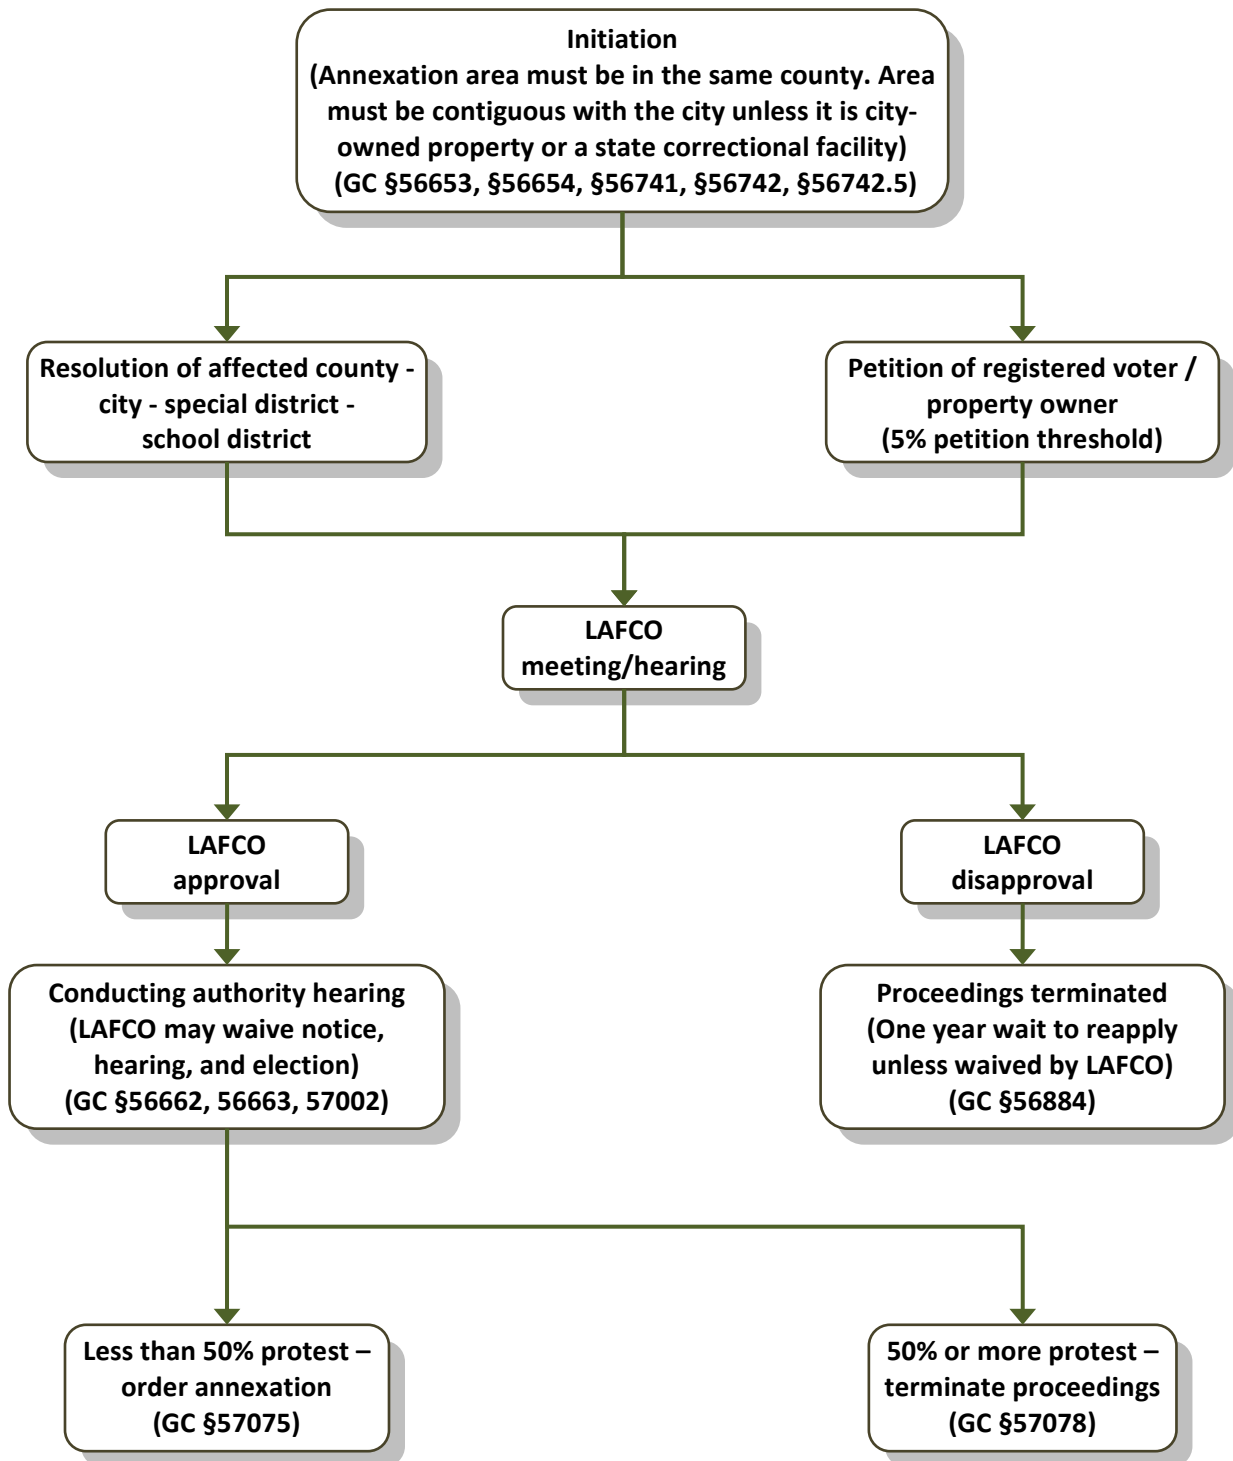 Initiation
(Annexation area must be in the same county. Area
must be contiguous with the city unless it is city-
owned property or a state correctional facility)
(GC §56653, §56654, §56741, §56742, §56742.5)
Resolution of affected county -
city - special district -
school district
Petition of registered voter /
property owner
(5% petition threshold)
LAFCO
meeting/hearing
LAFCO
approval
LAFCO
disapproval
Conducting authority hearing
(LAFCO may waive notice,
hearing, and election)
(GC §56662, 56663, 57002)
Proceedings terminated
(One year wait to reapply
unless waived by LAFCO)
(GC §56884)
Less than 50% protest –
order annexation
(GC §57075)
50% or more protest –
terminate proceedings
(GC §57078)